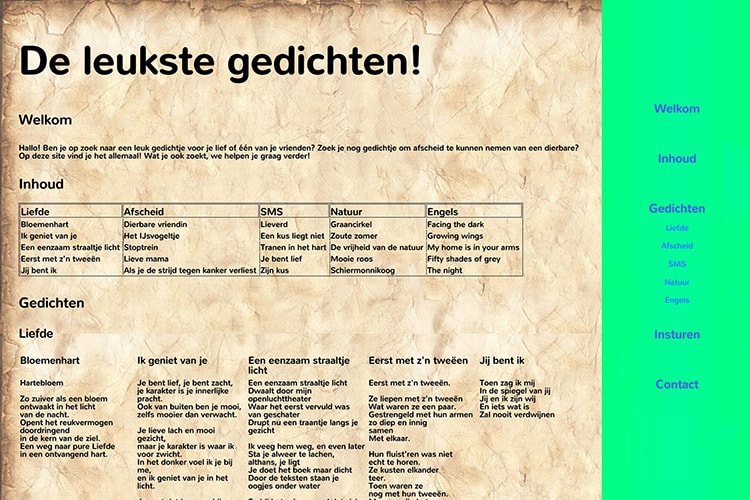 De leukste gedichten!
Welkom
Hallo! Ben je op zoek naar een leuk gedichtje voor je lief of één van je vrienden? Zoek je nog gedichtje om afscheid te kunnen nemen van een dierbare?
Op deze site vind je het allemaal! Wat je ook zoekt, we helpen je graag verder!
Inhoud
Liefde Afscheid SMS Natuur Engels
Bloemenhart Dierbare vriendin Lieverd Graancirkel Facing the dark
Ik geniet van je Het IJsvogeltje Een kus liegt niet Zoute zomer Growing wings
Een eenzaam straaltje licht Stoptrein Tranen in het hart De vrijheid van de natuur My home is in your arms
Eerst met z'n tweeën Lieve mama Je bent lief Mooie roos Fifty shades of grey
Jij bent ik Als je de strijd tegen kanker verliest Zijn kus Schiermonnikoog The night
Gedichten
Liefde
Bloemenhart
Hartebloem
Zo zuiver als een bloem
ontwaakt in het licht
van de nacht.
Opent het reukvermogen
doordringend
in de kern van de ziel.
Een weg naar pure Liefde
in een ontvangend hart.
Ik geniet van je
Je bent lief, je bent zacht,
je karakter is je innerlijke
pracht.
Ook van buiten ben je mooi,
zelfs mooier dan verwacht.
Je lieve lach en mooi
gezicht,
maar je karakter is waar ik
voor zwicht.
In het donker voel ik je bij
me,
en ik geniet van je in het
licht.
Een eenzaam straaltje
licht
Een eenzaam straaltje licht
Dwaalt door mijn
openluchttheater
Waar het eerst vervuld was
van geschater
Drupt nu een traantje langs je
gezicht
Ik veeg hem weg, en even later
Sta je alweer te lachen,
althans, je ligt
Je doet het boek maar dicht
Door de teksten staan je
oogjes onder water
Eerst met z'n tweëen
Eerst met z'n tweëen.
Ze liepen met z'n tweëen
Wat waren ze een paar.
Gestrengeld met hun armen
zo diep en innig
samen
Met elkaar.
Hun fluist'ren was niet
echt te horen.
Ze kusten elkander
teer.
Toen waren ze
nog met hun tweëen.
Jij bent ik
Toen zag ik mij
In de spiegel van jij
Jij en ik zijn wij
En iets wat is
Zal nooit verdwijnen
Welkom
Inhoud
Gedichten
Liefde
Afscheid
SMS
Natuur
Engels
Insturen
Contact